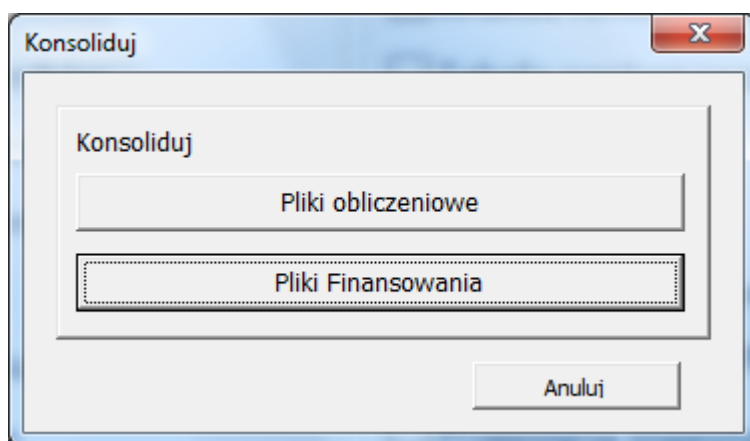 Konsoliduj
Konsoliduj
Pliki obliczeniowe
Pliki Finansowania
Anuluj